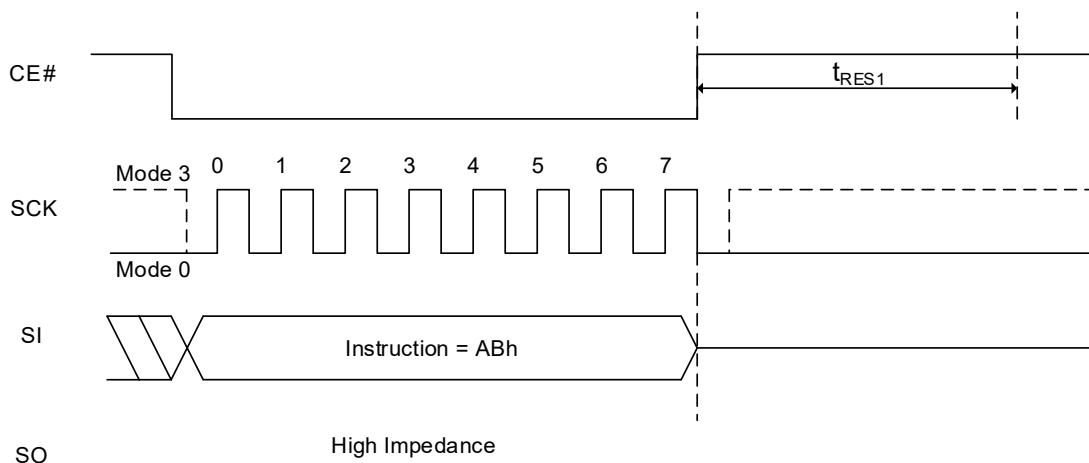 CE#
tRES1
0 1 2 3 4 5 6 7
Mode 3
SCK
Mode 0
SI
Instruction = ABh
High Impedance
SO